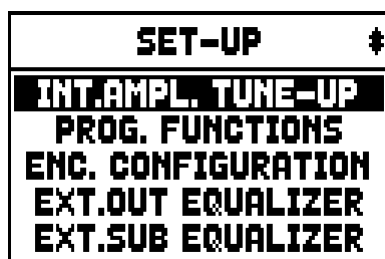 SET-UP
INT.AMPL. TUNE-UP
PROG. FUNCTIONS
ENC. CONFIGURATION
EXT.OUT EQUALIZER
EXT.SUB EQUALIZER